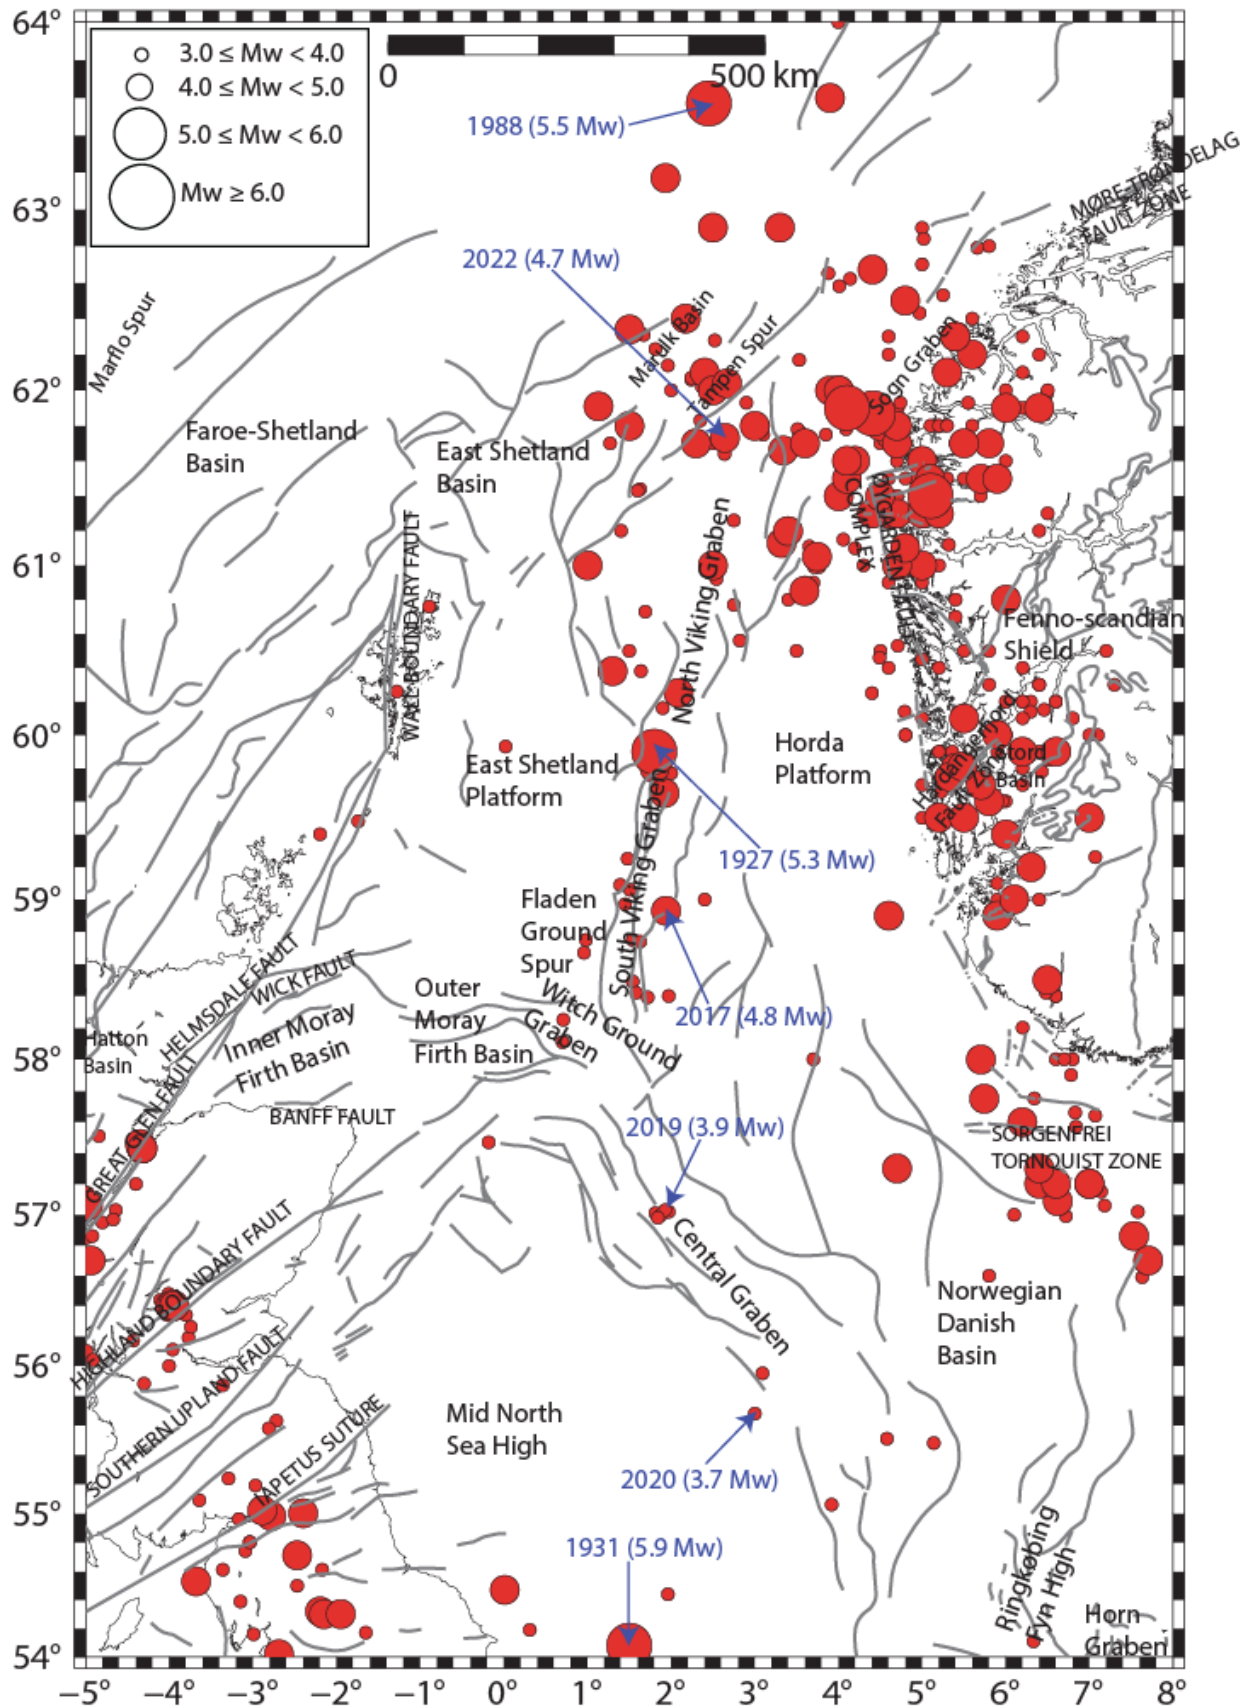 64°
3.0 ≤ Mw < 4.0
4.0 ≤ Mw < 5.0
5.0 ≤ Mw < 6.0
Mw ≥ 6.0
0
500 km
1988 (5.5 Mw)
63°
MØRE-TRØNDELAG
FAULT ZONE
2022 (4.7 Mw)
Marflo Spur
Marulk Basin
Tampen Spur
Sogn Graben
62°
Faroe-Shetland
Basin
East Shetland
Basin
ØYGARDEN FAULT
COMPLEX
61°
WALL BOUNDARY FAULT
North Viking Graben
Fenno-scandian
Shield
60°
East Shetland
Platform
Horda
Platform
Hardangerfjord
Fault Zone
Stord
Basin
1927 (5.3 Mw)
59°
Fladen
Ground
Spur
South Viking Graben
HELMSDALE FAULT
WICK FAULT
Outer
Moray
Firth Basin
Witch Ground
Graben
2017 (4.8 Mw)
58°
Hatton
Basin
Inner Moray
Firth Basin
GREAT GLEN FAULT
BANFF FAULT
2019 (3.9 Mw)
SORGENFREI
TORNQUIST ZONE
57°
HIGHLAND BOUNDARY FAULT
Central Graben
Norwegian
Danish
Basin
56°
SOUTHERN UPLAND FAULT
IAPETUS SUTURE
Mid North
Sea High
2020 (3.7 Mw)
55°
1931 (5.9 Mw)
Ringkobing
Fyn High
Horn
Graben
54°
−5° −4° −3° −2° −1° 0° 1° 2° 3° 4° 5° 6° 7° 8°